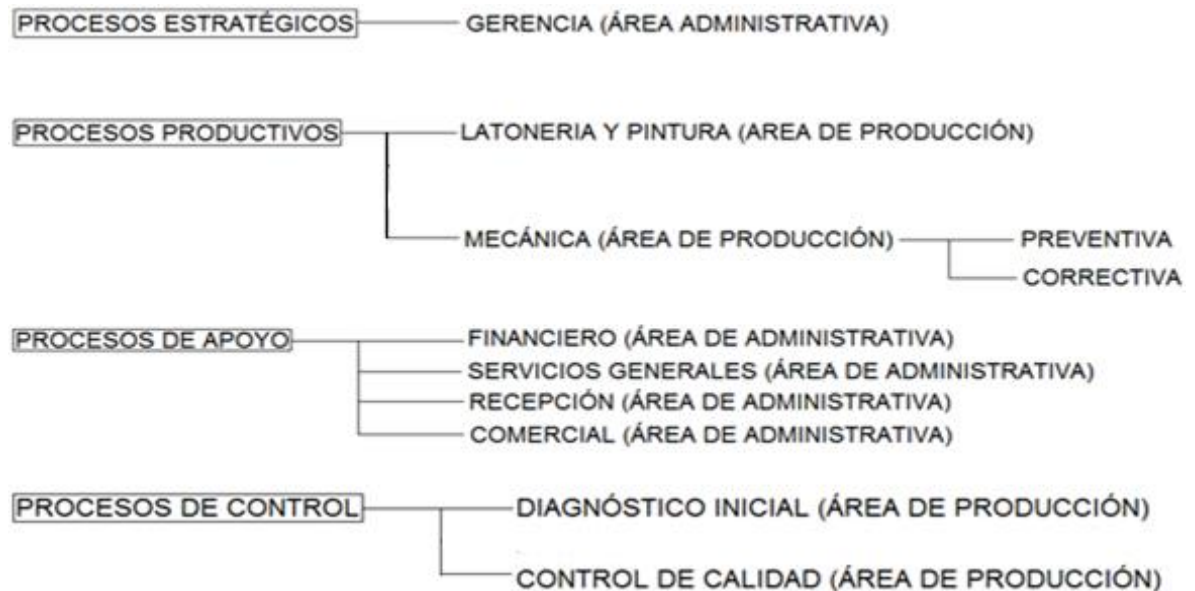 PROCESOS ESTRATÉGICOS GERENCIA (ÁREA ADMINISTRATIVA)
PROCESOS PRODUCTIVOS LATONERIA Y PINTURA (AREA DE PRODUCCIÓN)
MECÁNICA (ÁREA DE PRODUCCIÓN) PREVENTIVA
CORRECTIVA
PROCESOS DE APOYO FINANCIERO (ÁREA DE ADMINISTRATIVA)
SERVICIOS GENERALES (ÁREA DE ADMINISTRATIVA)
RECEPCIÓN (ÁREA DE ADMINISTRATIVA)
COMERCIAL (ÁREA DE ADMINISTRATIVA)
PROCESOS DE CONTROL DIAGNÓSTICO INICIAL (ÁREA DE PRODUCCIÓN)
CONTROL DE CALIDAD (ÁREA DE PRODUCCIÓN)